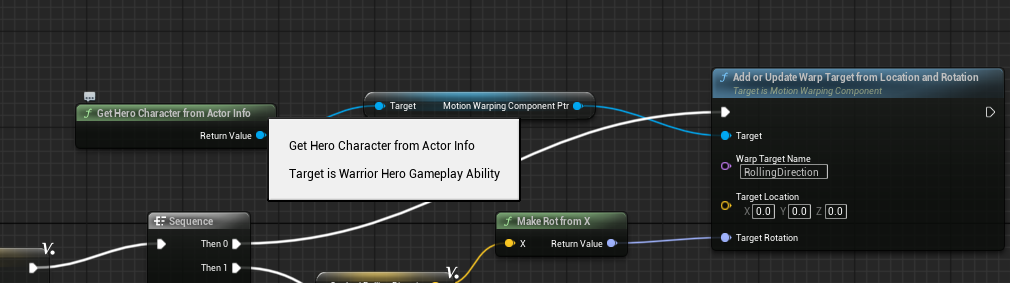 Add or Update Warp Target from Location and Rotation
Target is Motion Warping Component
Get Hero Character from Actor Info
Return Value
Target
Motion Warping Component Ptr
Target
Get Hero Character from Actor Info
Target is Warrior Hero Gameplay Ability
Warp Target Name
RollingDirection
Target Location
X 0.0 Y 0.0 Z 0.0
Sequence
Then 0
Then 1
Make Rot from X
X
Return Value
Target Rotation
V.
V.